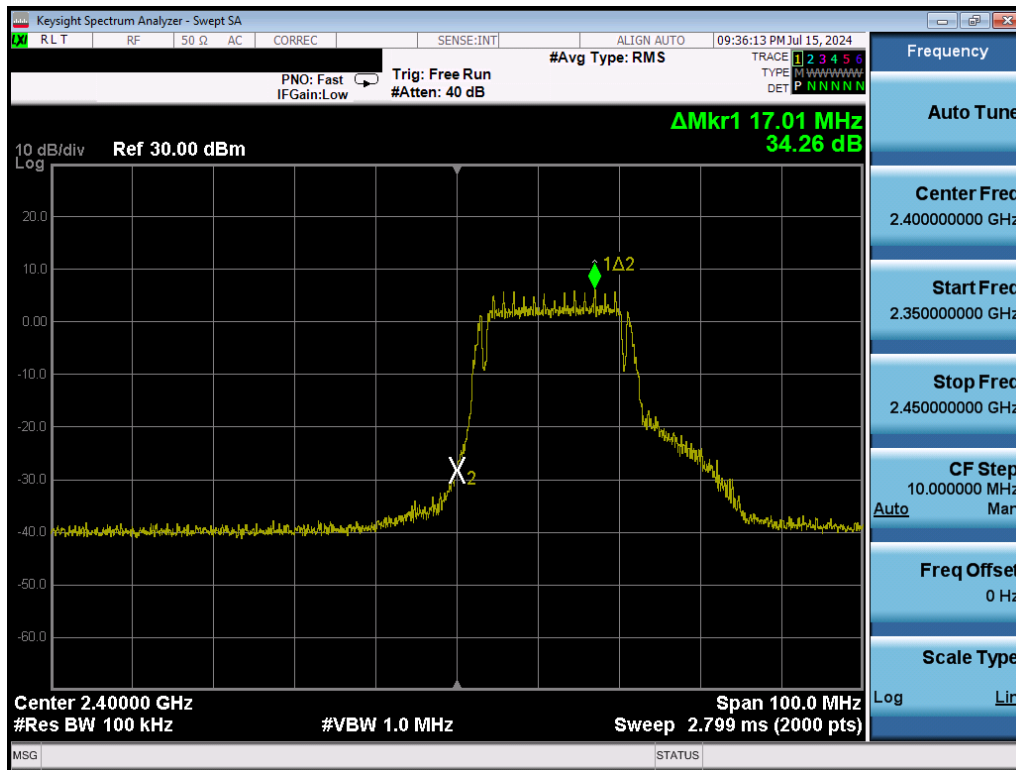 Keysight Spectrum Analyzer - Swept SA
LXI RLT RF 50 Ω AC CORREC SENSE:INT ALIGN AUTO 09:36:13 PM Jul 15, 2024
#Avg Type: RMS
TRACE 1 2 3 4 5 6
PNO: Fast Trig: Free Run TYPE M W W W W W
IFGain:Low #Atten: 40 dB DET P N N N N N
ΔMkr1 17.01 MHz
34.26 dB
10 dB/div Ref 30.00 dBm
Log
20.0
10.0
1Δ2
0.00
-10.0
-20.0
-30.0
X2
-40.0
-50.0
-60.0
Center 2.40000 GHz Span 100.0 MHz
#Res BW 100 kHz #VBW 1.0 MHz Sweep 2.799 ms (2000 pts)
MSG STATUS
Frequency
Auto Tune
Center Freq
2.400000000 GHz
Start Freq
2.350000000 GHz
Stop Freq
2.450000000 GHz
CF Step
10.000000 MHz
Auto Man
Freq Offset
0 Hz
Scale Type
Log Lin